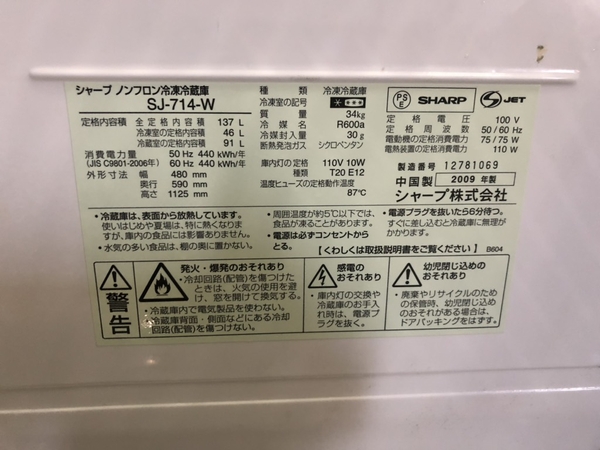 シャープ ノンフロン冷凍冷蔵庫
SJ-714-W
定格内容積 全定格内容積 137 L
冷凍室の定格内容積 46 L
冷蔵室の定格内容積 91 L
消費電力量 50 Hz 440 kWh/年
(JIS C9801-2006年) 60 Hz 440 kWh/年
外形寸法 幅 480 mm
奥行 590 mm
高さ 1125 mm
種類 冷凍冷蔵庫
冷凍室の記号
質量 34kg
冷媒名 R600a
冷媒封入量 30 g
断熱発泡ガス シクロペンタン
庫内灯の定格 110V 10W
種類 T20 E12
温度ヒューズの定格動作温度
87℃
PS
E
SHARP
S JET
定格電圧 100 V
定格周波数 50 / 60 Hz
電動機の定格消費電力 75 / 75 W
電熱装置の定格消費電力 110 W
製造番号 12781069
中国製 2009 年製
シャープ株式会社
・冷蔵庫は、表面から放熱しています。
使いはじめや夏場は、特に熱くなりま
すが、庫内の食品には影響ありません。
・水気の多い食品は、棚の奥に置かない。
・周囲温度が約5℃以下では、
食品が凍ることがあります。
・電源は必ずコンセントから
とる。
・電源プラグを抜いたら6分待つ。
すぐに差し込むと冷蔵庫に無理が
かかります。
【くわしくは取扱説明書をご覧ください】 B604
警告
発火・爆発のおそれあり
・冷却回路(配管)を傷つけた
ときは、火気の使用を避
け、窓を開けて換気する。
・冷蔵庫内で電気製品を使わない。
・冷蔵庫背面・側面などにある冷却
回路(配管)を傷つけない。
感電の
おそれあり
・庫内灯の交換や
冷蔵庫のお手入
れ時は、電源プ
ラグを抜く。
幼児閉じ込めの
おそれあり
・廃棄やリサイクルのため
の保管時、幼児閉じ込め
のおそれがある場合は、
ドアパッキングをはずす。